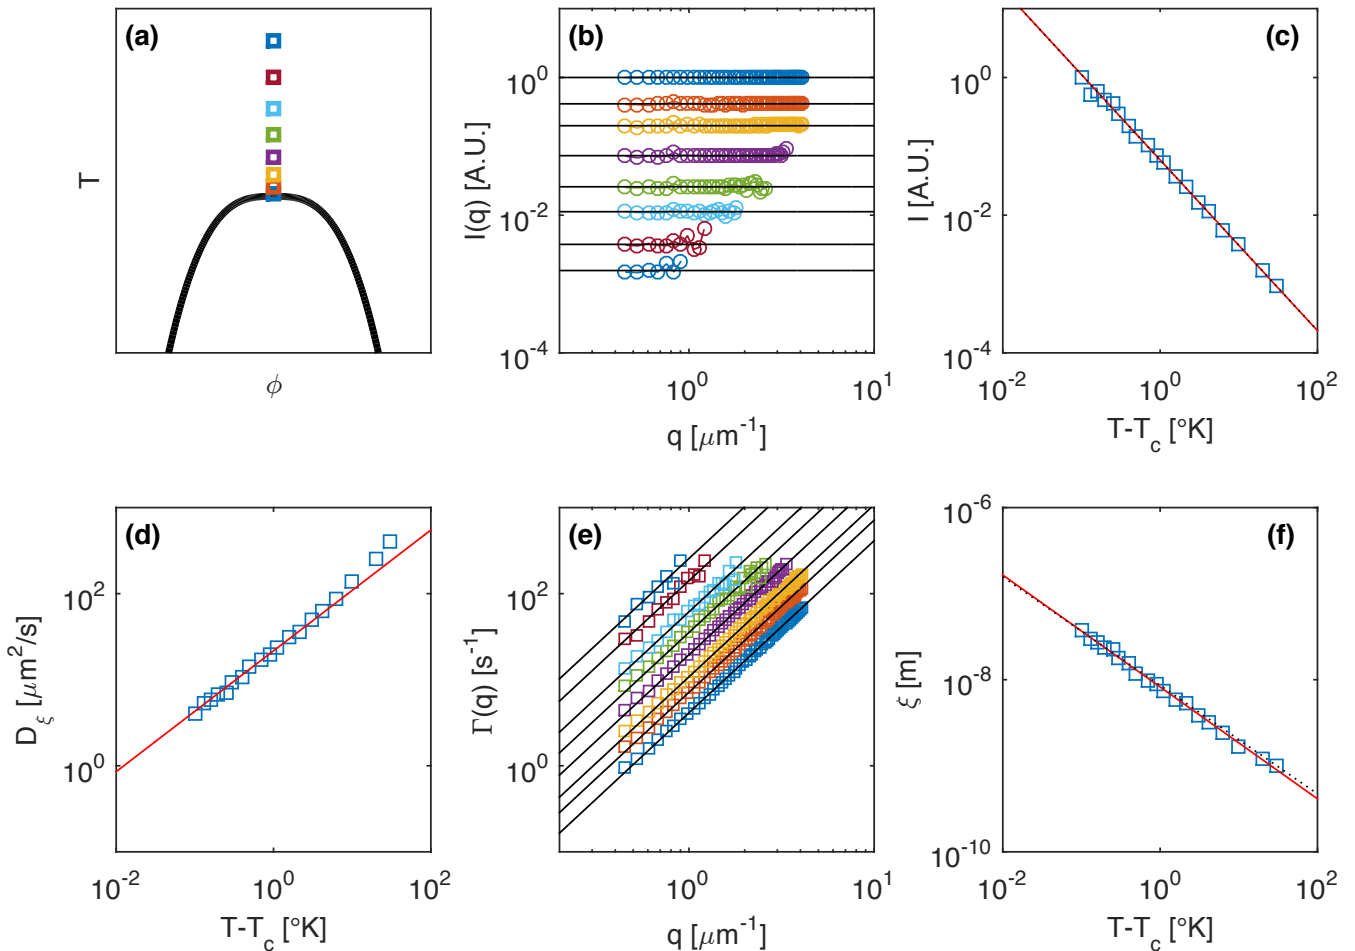 (a)
T
ϕ
(b)
10^0
10^-2
10^-4
I(q) [A.U.]
10^0
10^1
q [μm^-1]
(c)
10^0
10^-2
10^-4
I [A.U.]
10^-2
10^0
10^2
T-T_c [°K]
(d)
10^2
10^0
D_ξ [μm^2/s]
10^-2
10^0
10^2
T-T_c [°K]
(e)
10^2
10^0
Γ(q) [s^-1]
10^0
10^1
q [μm^-1]
(f)
10^-6
10^-8
10^-10
ξ [m]
10^-2
10^0
10^2
T-T_c [°K]